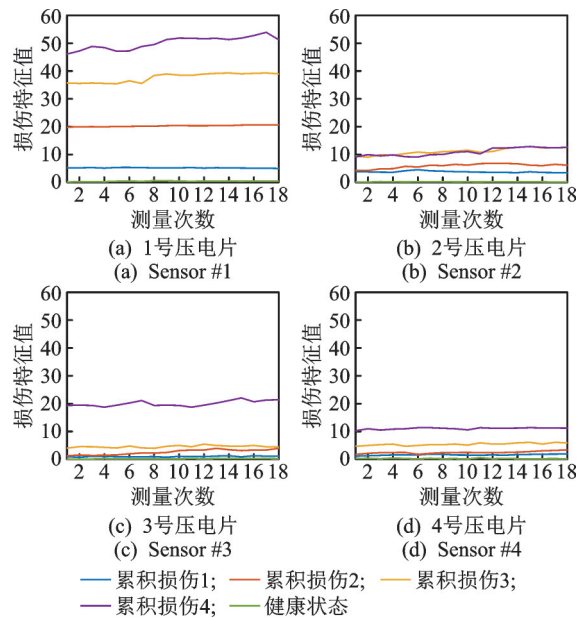 60
50
40
30
20
10
0
损伤特征值
2 4 6 8 10 12 14 16 18
测量次数
(a) 1号压电片
(a) Sensor #1
60
50
40
30
20
10
0
损伤特征值
2 4 6 8 10 12 14 16 18
测量次数
(b) 2号压电片
(b) Sensor #2
60
50
40
30
20
10
0
损伤特征值
2 4 6 8 10 12 14 16 18
测量次数
(c) 3号压电片
(c) Sensor #3
60
50
40
30
20
10
0
损伤特征值
2 4 6 8 10 12 14 16 18
测量次数
(d) 4号压电片
(d) Sensor #4
累积损伤1; 累积损伤2; 累积损伤3;
累积损伤4; 健康状态